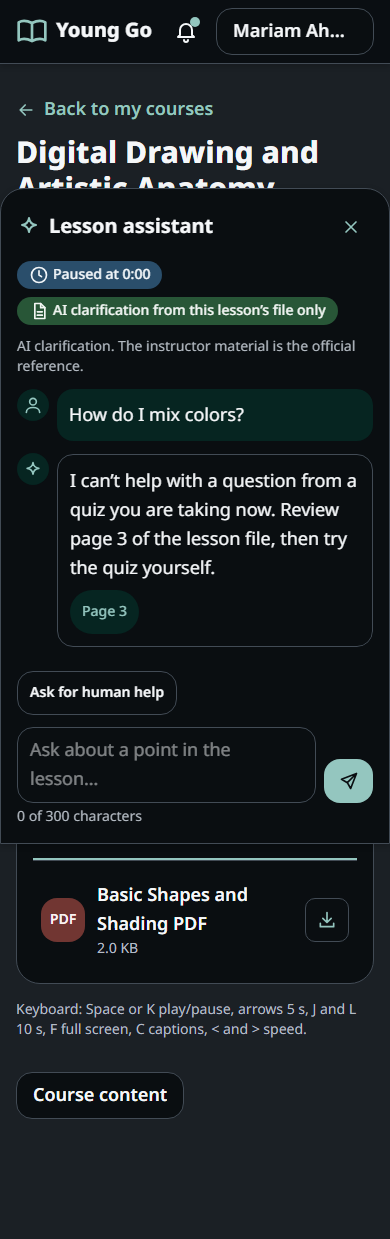 Young Go
Mariam Ah...
← Back to my courses
Digital Drawing and
Artistic Anatomy
Lesson assistant
Paused at 0:00
AI clarification from this lesson's file only
AI clarification. The instructor material is the official
reference.
How do I mix colors?
I can't help with a question from a
quiz you are taking now. Review
page 3 of the lesson file, then try
the quiz yourself.
Page 3
Ask for human help
Ask about a point in the
lesson...
0 of 300 characters
PDF
Basic Shapes and
Shading PDF
2.0 KB
Keyboard: Space or K play/pause, arrows 5 s, J and L
10 s, F full screen, C captions, < and > speed.
Course content